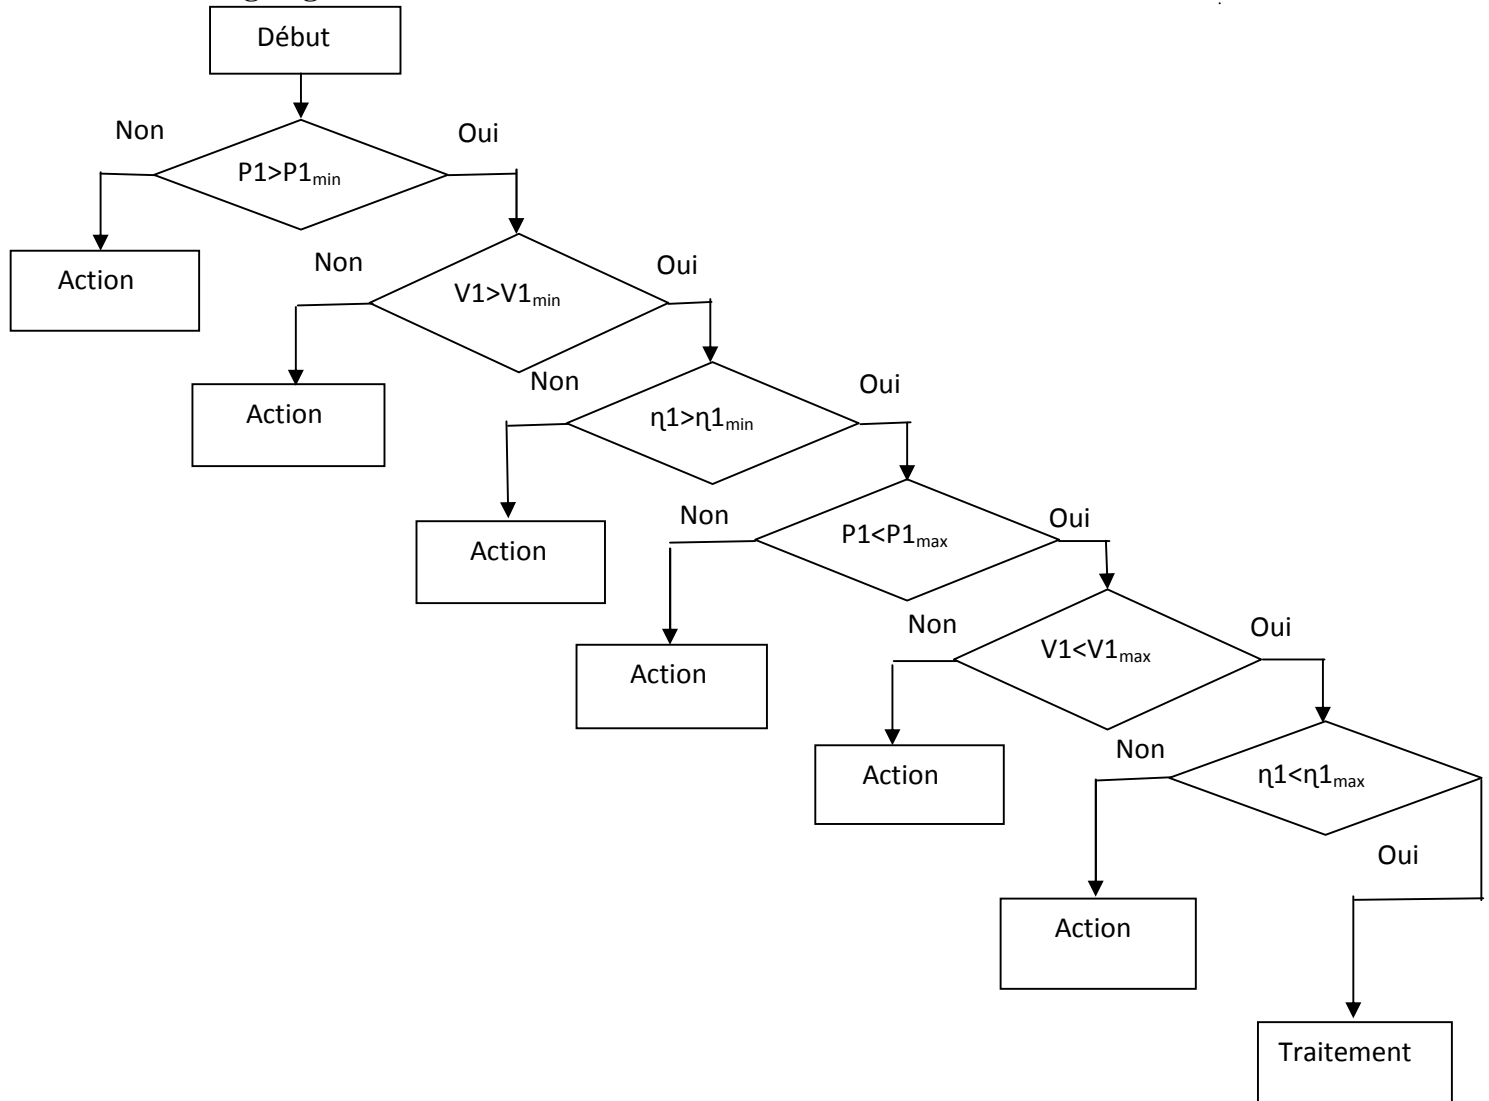 Début
Non
Oui
P1>P1min
Action
Non
Oui
V1>V1min
Action
Non
Oui
η1>η1min
Action
Non
Oui
P1<P1max
Action
Non
Oui
V1<V1max
Action
Non
η1<η1max
Oui
Action
Traitement